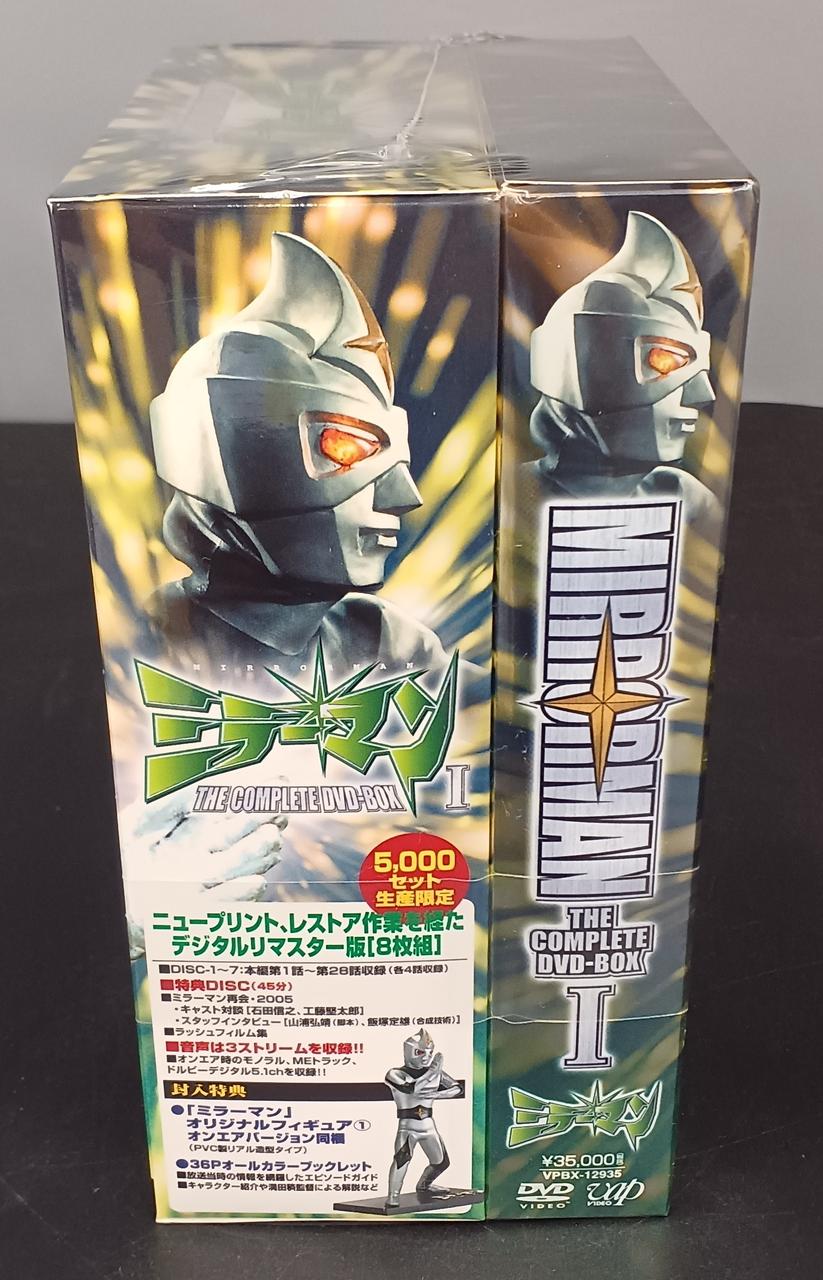 MIRRORMAN
ミラーマン
THE COMPLETE DVD-BOX I
5,000
セット
生産限定
ニュープリント、レストア作業を経た
デジタルリマスター版[8枚組]
■DISC-1~7:本編第1話~第28話収録(各4話収録)
■特典DISC(45分)
■ミラーマン再会・2005
・キャスト対談[石田信之、工藤堅太郎]
・スタッフインタビュー[山浦弘靖(脚本)、飯塚定雄(合成技術)]
■ラッシュフィルム集
■音声は3ストリームを収録!!
■オンエア時のモノラル、MEトラック、
ドルビーデジタル5.1chを収録!!
封入特典
●「ミラーマン」
オリジナルフィギュア①
オンエアバージョン同梱
(PVC製リアル造型タイプ)
●36Pオールカラーブックレット
■放送当時の情報を網羅したエピソードガイド
■キャラクター紹介や満田かずほ監督による解説など
MIRRORMAN
THE
COMPLETE
DVD-BOX
I
ミラーマン
¥35,000
VPBX-12935
DVD
VIDEO
vap
VIDEO